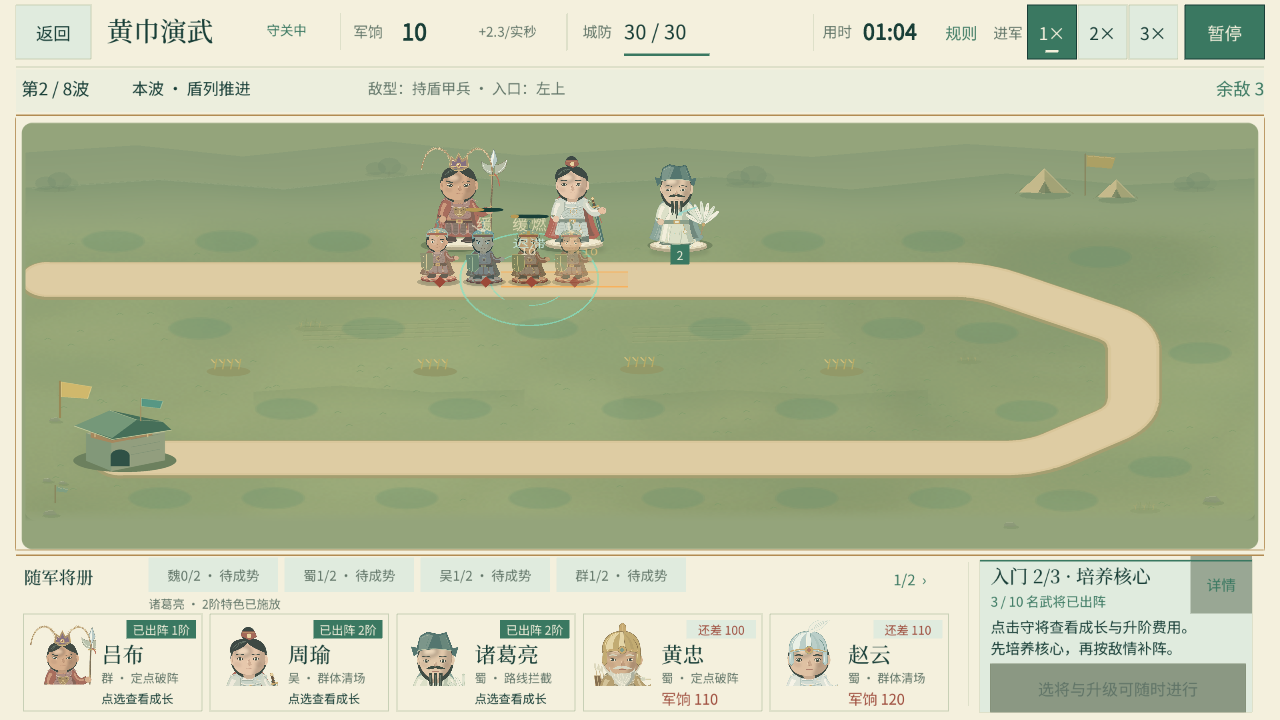 返回
黄巾演武
守关中
军饷 10
+2.3/实秒
城防 30 / 30
用时 01:04
规则
进军
1×
2×
3×
暂停
第2 / 8波
本波 · 盾列推进
敌型：持盾甲兵 · 入口：左上
余敌 3
缓
缓 燃
2
随军将册
魏0/2 · 待成势
蜀1/2 · 待成势
吴1/2 · 待成势
群1/2 · 待成势
1/2 ›
诸葛亮 · 2阶特色已施放
已出阵 1阶
吕布
群 · 定点破阵
点选查看成长
已出阵 2阶
周瑜
吴 · 群体清场
点选查看成长
已出阵 2阶
诸葛亮
蜀 · 路线拦截
点选查看成长
还差 100
黄忠
蜀 · 定点破阵
军饷 110
还差 110
赵云
蜀 · 群体清场
军饷 120
入门 2/3 · 培养核心
详情
3 / 10 名武将已出阵
点击守将查看成长与升阶费用。
先培养核心，再按敌情补阵。
选将与升级可随时进行